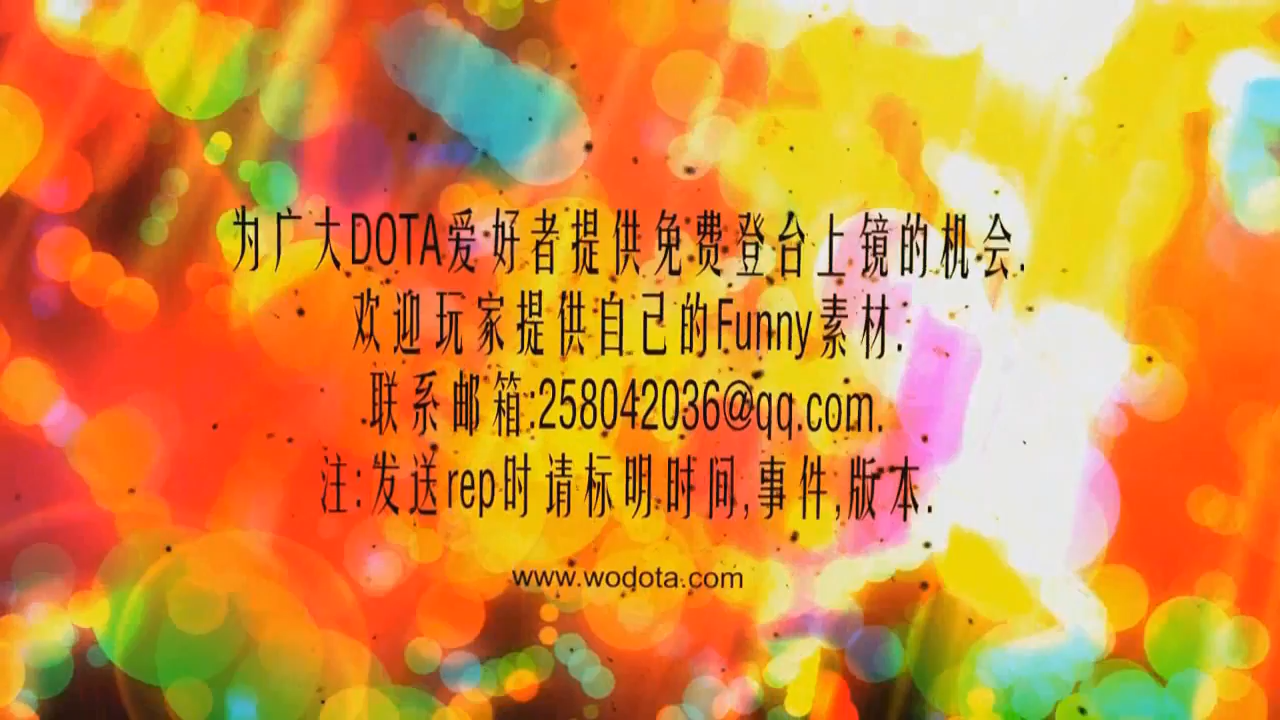 为广大DOTA爱好者提供免费登台上镜的机会.
欢迎玩家提供自己的Funny素材.
联系邮箱:258042036@qq.com.
注:发送rep时请标明时间,事件,版本.
www.wodota.com